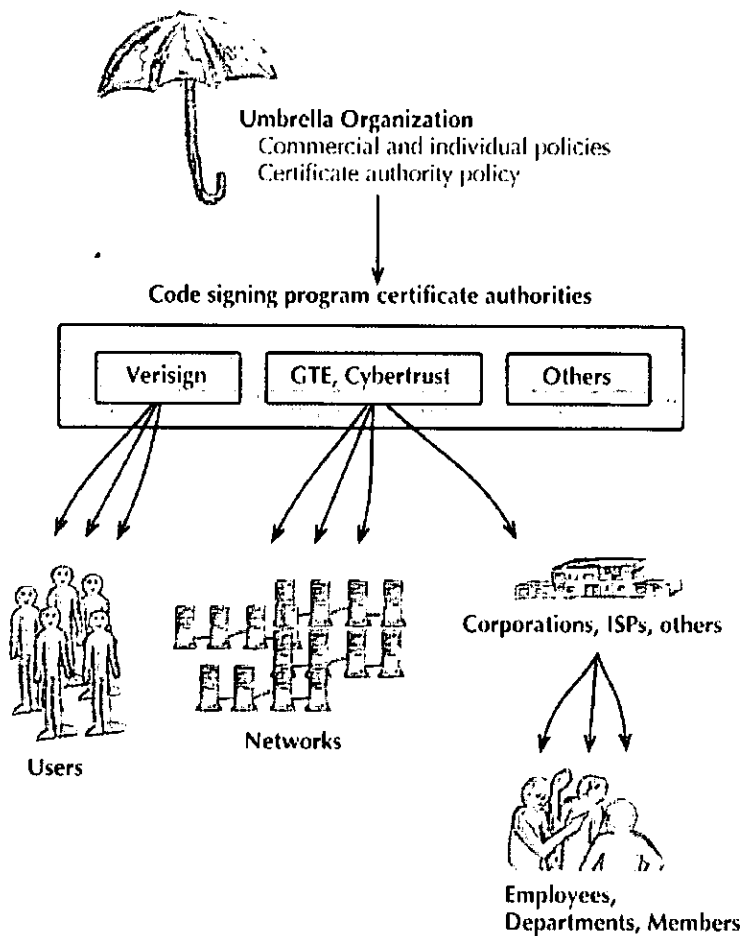 Umbrella Organization
Commercial and individual policies
Certificate authority policy
Code signing program certificate authorities
Verisign
GTE, Cybertrust
Others
Corporations, ISPs, others
Users
Networks
Employees,
Departments, Members